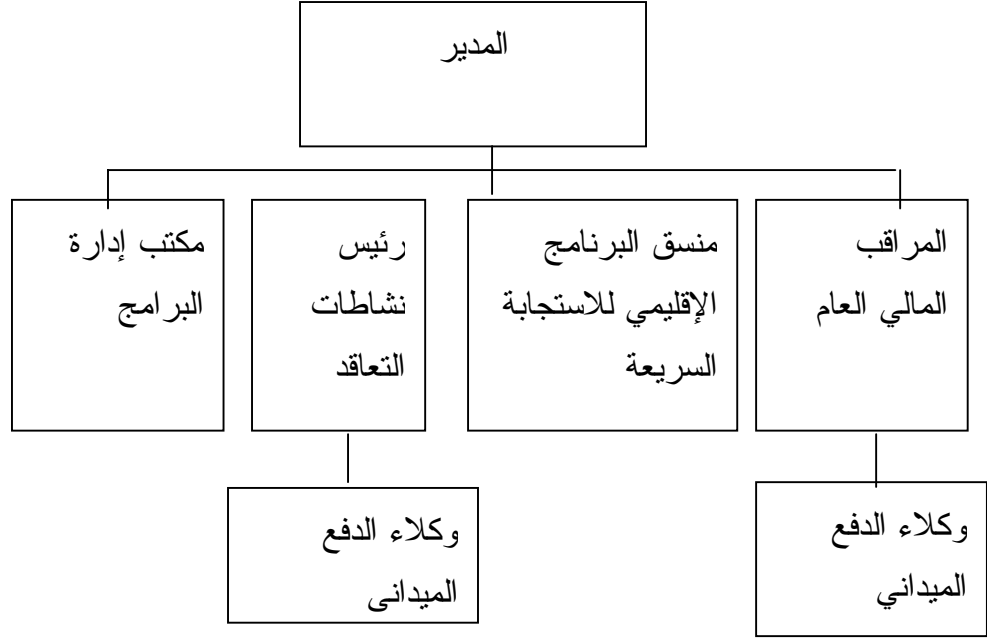 المدير
المراقب
المالي العام
منسق البرنامج
الإقليمي للاستجابة
السريعة
رئيس
نشاطات
التعاقد
مكتب إدارة
البرامج
وكلاء الدفع
الميداني
وكلاء الدفع
الميدانى